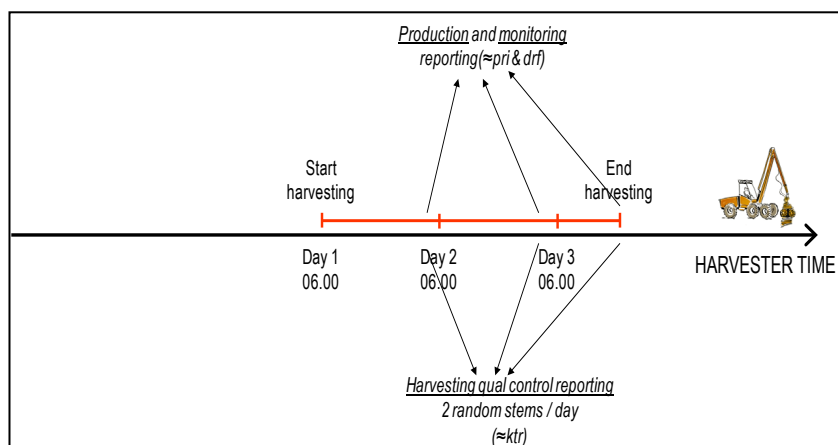 Production and monitoring
reporting(≈pri & drf)
Start
harvesting
End
harvesting
Day 1
06.00
Day 2
06.00
Day 3
06.00
HARVESTER TIME
Harvesting qual control reporting
2 random stems / day
(≈ktr)